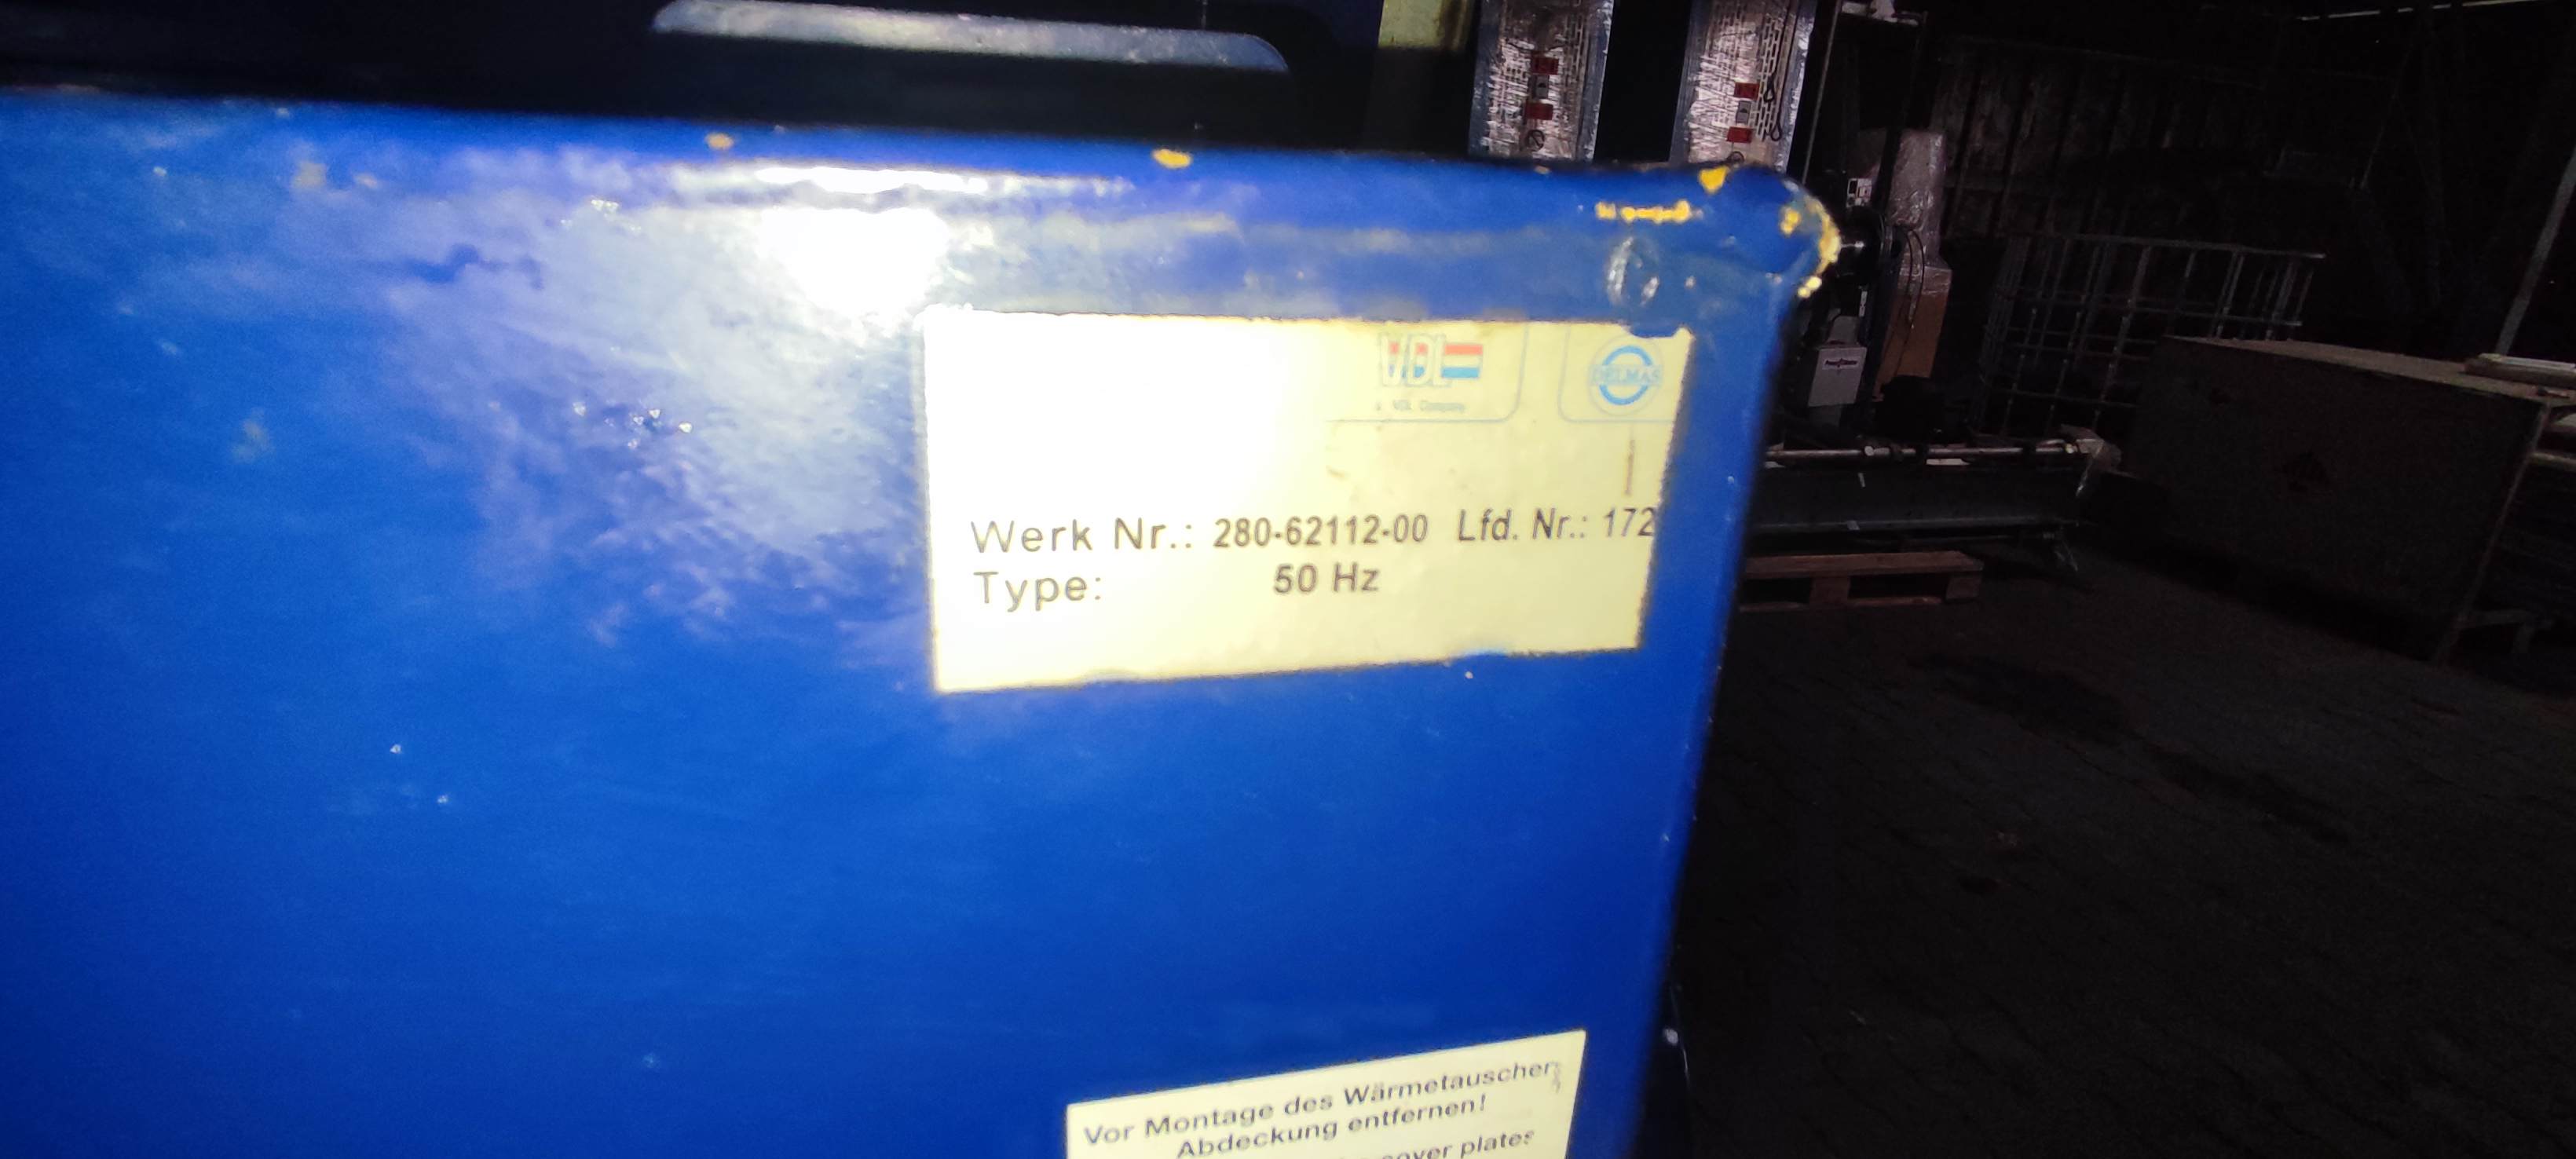 VDL
DELMAS
Werk Nr.: 280-62112-00 Lfd. Nr.: 172
Type: 50 Hz
Vor Montage des Wärmetauscher
Abdeckung entfernen!
cover plates